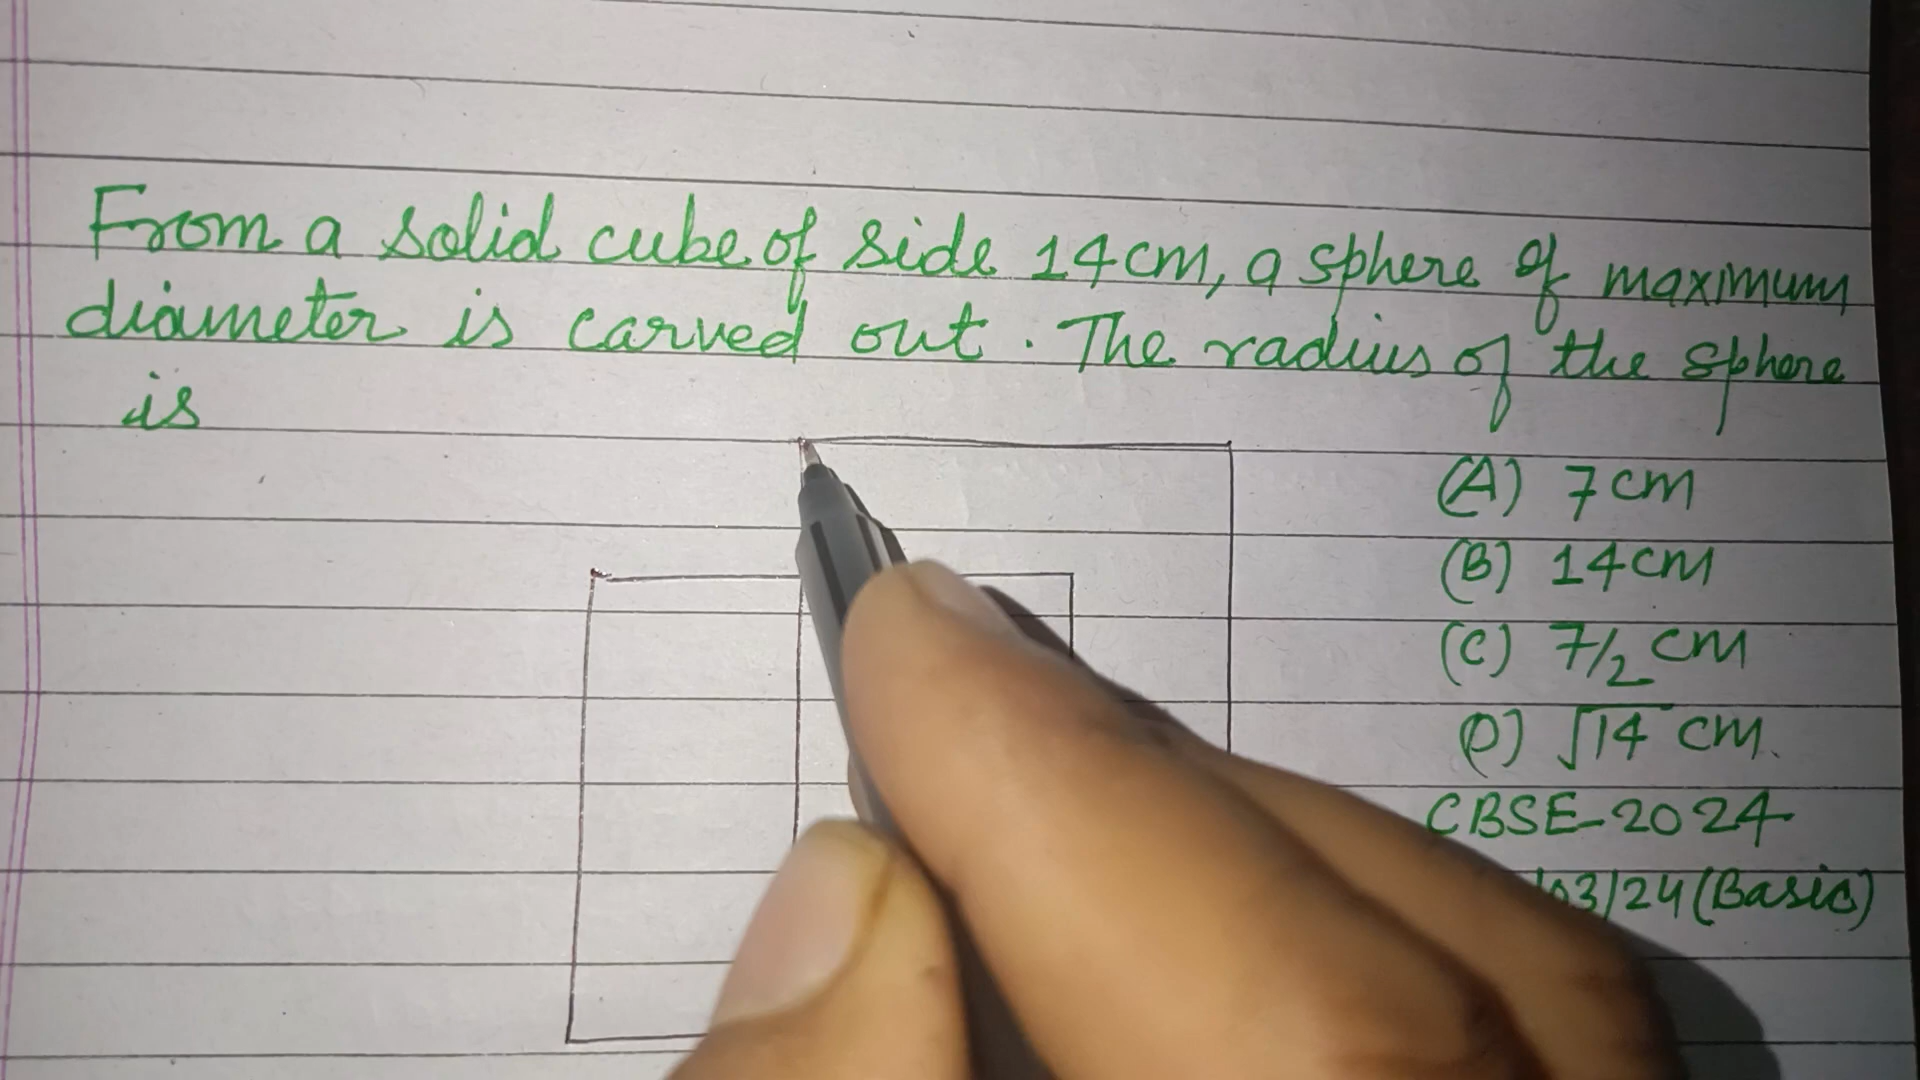 From a solid cube of side 14cm, a sphere of maximum
diameter is carved out. The radius of the sphere
is
(A) 7cm
(B) 14cm
(C) 7/2 cm
(D) √14 cm.
CBSE-2024
/03/24 (Basic)